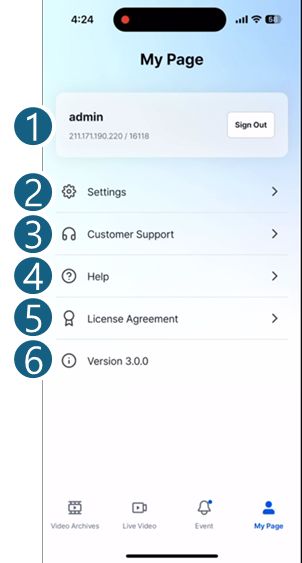 4:24
My Page
1
admin
Sign Out
211.171.190.220 / 16118
2 Settings
3 Customer Support
4 Help
5 License Agreement
6 Version 3.0.0
Video Archives Live Video Event My Page